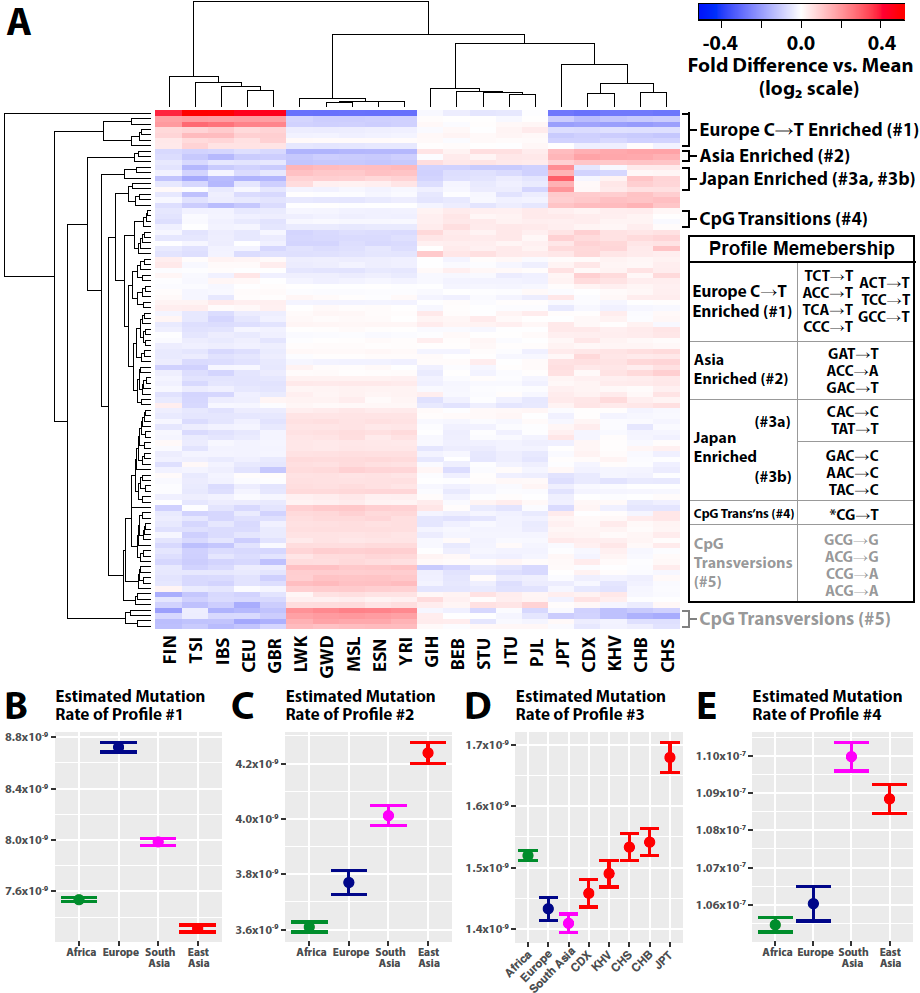 A
-0.4 0.0 0.4
Fold Difference vs. Mean
(log₂ scale)
Europe C→T Enriched (#1)
Asia Enriched (#2)
Japan Enriched (#3a, #3b)
CpG Transitions (#4)
Profile Memebership
Europe C→T
Enriched (#1)
TCT→T
ACC→T
TCA→T
CCC→T
ACT→T
TCC→T
GCC→T
Asia
Enriched (#2)
GAT→T
ACC→A
GAC→T
Japan
Enriched
(#3a)
CAC→C
TAT→T
(#3b)
GAC→C
AAC→C
TAC→C
CpG Trans'ns (#4)
*CG→T
CpG
Transversions
(#5)
GCG→G
ACG→G
CCG→A
ACG→A
CpG Transversions (#5)
FIN TSI IBS CEU GBR LWK GWD MSL ESN YRI GIH BEB STU ITU PJL JPT CDX KHV CHB CHS
B
Estimated Mutation
Rate of Profile #1
8.8x10⁻⁹
8.4x10⁻⁹
8.0x10⁻⁹
7.6x10⁻⁹
Africa Europe South East
Asia Asia
C
Estimated Mutation
Rate of Profile #2
4.2x10⁻⁹
4.0x10⁻⁹
3.8x10⁻⁹
3.6x10⁻⁹
Africa Europe South East
Asia Asia
D
Estimated Mutation
Rate of Profile #3
1.7x10⁻⁹
1.6x10⁻⁹
1.5x10⁻⁹
1.4x10⁻⁹
Africa Europe South Asia CDX KHV CHS CHB JPT
E
Estimated Mutation
Rate of Profile #4
1.10x10⁻⁷
1.09x10⁻⁷
1.08x10⁻⁷
1.07x10⁻⁷
1.06x10⁻⁷
Africa Europe South East
Asia Asia